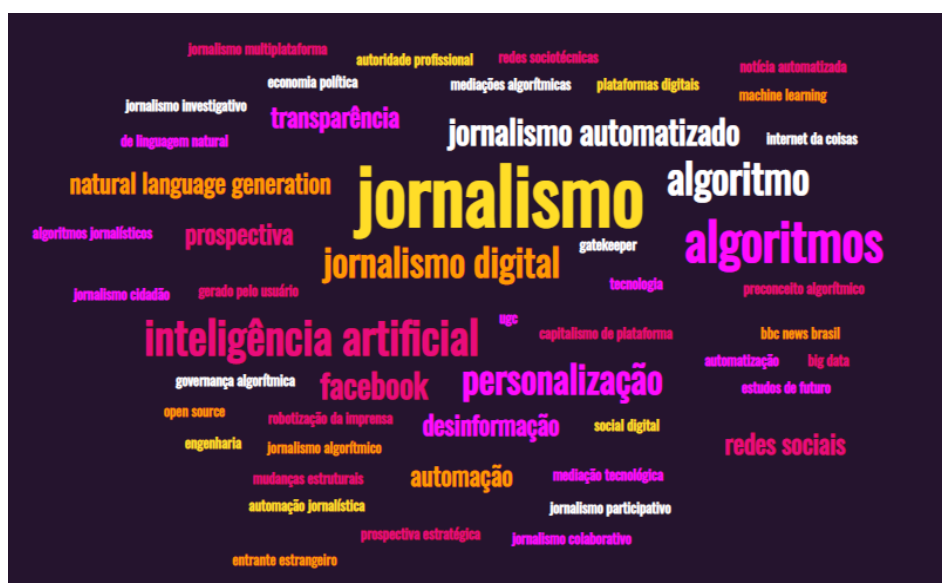 jornalismo multiplataforma
autoridade profissional
redes sociotécnicas
notícia automatizada
economia política
mediações algorítmicas
plataformas digitais
machine learning
jornalismo investigativo
transparência
jornalismo automatizado
internet da coisas
de linguagem natural
natural language generation
jornalismo
algoritmo
algoritmos jornalísticos
prospectiva
jornalismo digital
gatekeeper
algoritmos
jornalismo cidadão
gerado pelo usuário
tecnologia
preconceito algorítmico
inteligência artificial
ugc
capitalismo de plataforma
bbc news brasil
governança algorítmica
facebook
personalização
automatização
big data
estudos de futuro
open source
robotização da imprensa
desinformação
social digital
engenharia
jornalismo algorítmico
redes sociais
mudanças estruturais
automação
mediação tecnológica
automação jornalística
jornalismo participativo
prospectiva estratégica
jornalismo colaborativo
entrante estrangeiro